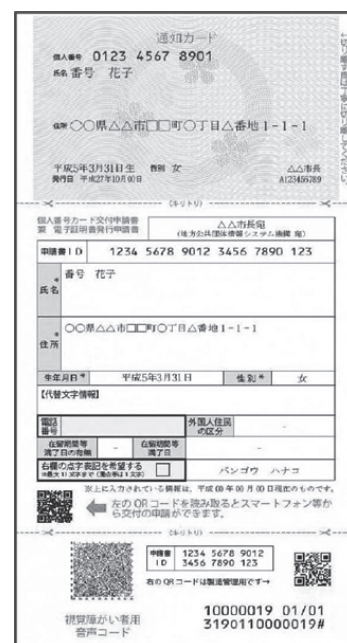 通知カード
個人番号 0123 4567 8901
氏名 番号 花子
住所 〇〇県△△市□□町〇丁目△番地1-1-1
平成5年3月31日生 性別 女
発行日 平成27年10月00日
△△市長
A123456789
(キリトリ)
個人番号カード交付申請書
兼 電子証明書発行申請書
△△市長宛
(地方公共団体情報システム機構 宛)
申請書ID 1234 5678 9012 3456 7890 123
氏名* 番号 花子
住所* 〇〇県△△市□□町〇丁目△番地1-1-1
生年月日* 平成5年3月31日 性別* 女
【代替文字情報】
電話番号
外国人住民の区分 -
在留期間等満了日の有無 - 在留期間等満了日 -
右欄の点字表記を希望する
バンゴウ ハナコ
※上に入力されている情報は、平成00年00月00日現在のものです。
左のQRコードを読み取るとスマートフォン等から交付の申請ができます。
(キリトリ)
申請書ID 1234 5678 9012
3456 7890 123
右のQRコードは製造管理用です→
視覚障がい者用
音声コード
10000019 01/01
3190110000019#